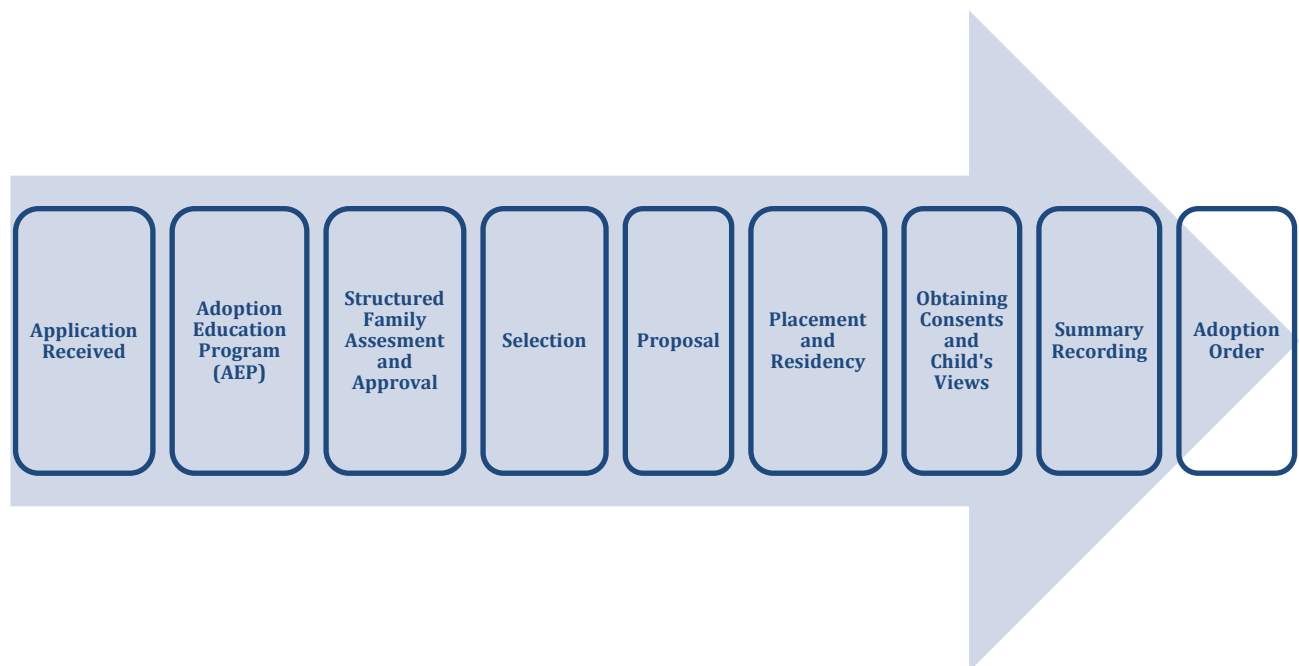 Application
Received
Adoption
Education
Program
(AEP)
Structured
Family
Assesment
and
Approval
Selection
Proposal
Placement
and
Residency
Obtaining
Consents
and
Child's
Views
Summary
Recording
Adoption
Order